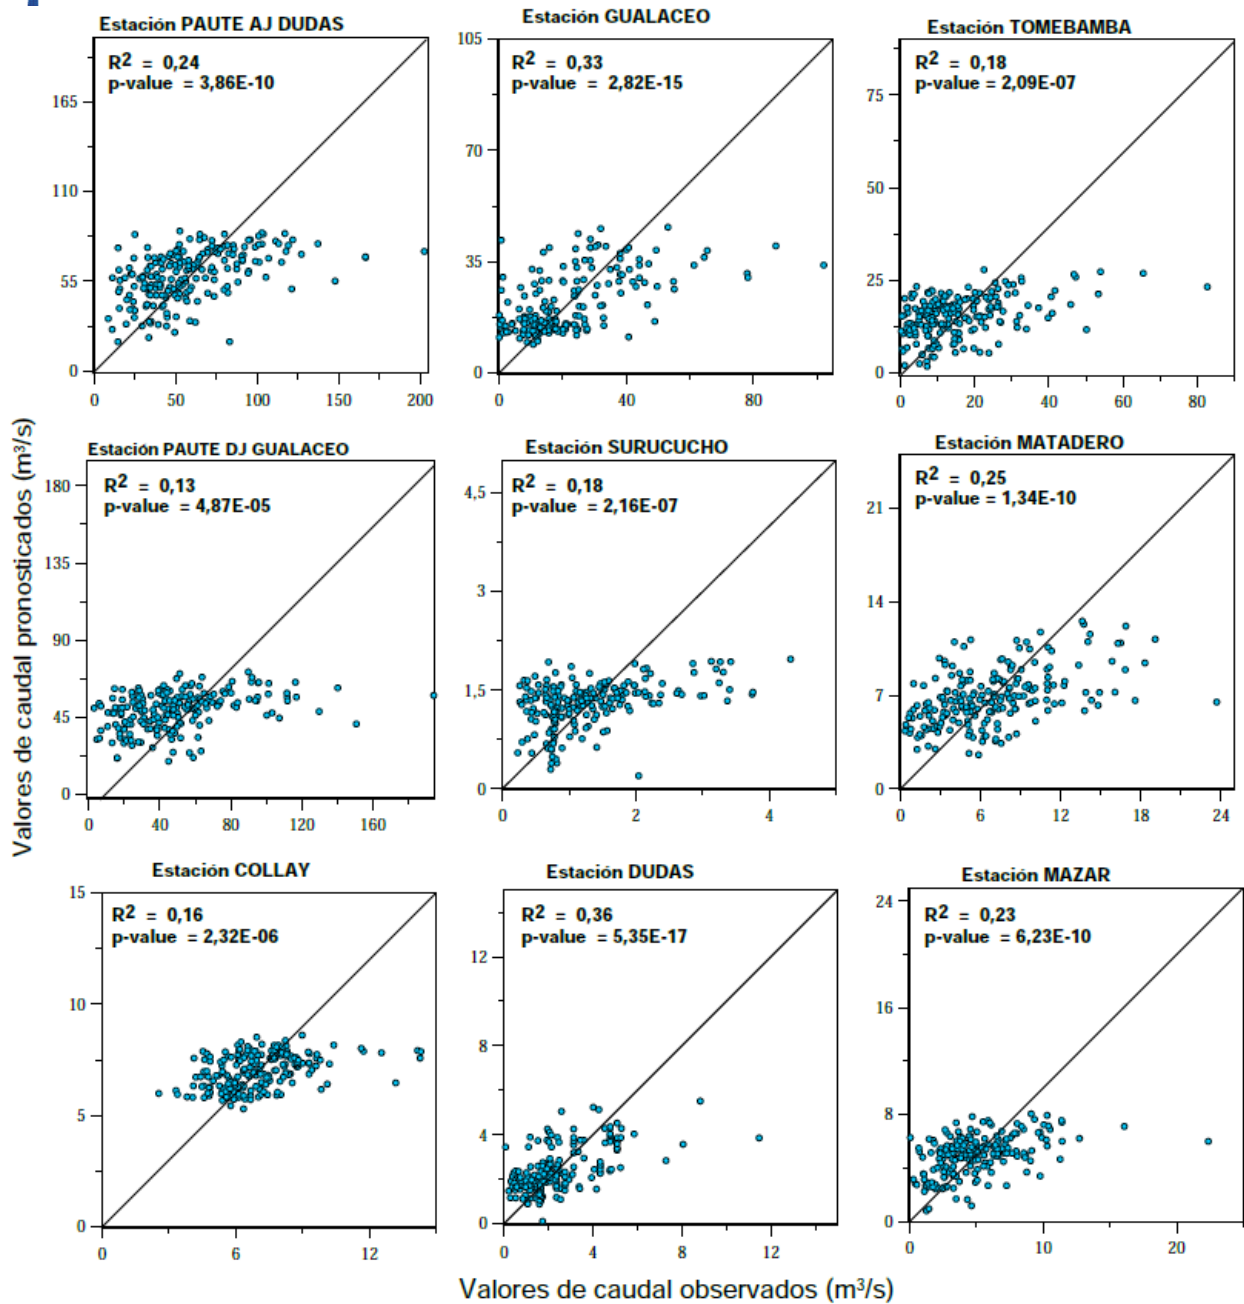 Estación PAUTE AJ DUDAS
R² = 0,24
p-value = 3,86E-10
165
110
55
0
0 50 100 150 200
Estación GUALACEO
R² = 0,33
p-value = 2,82E-15
105
70
35
0
0 40 80
Estación TOMEBAMBA
R² = 0,18
p-value = 2,09E-07
75
50
25
0
0 20 40 60 80
Valores de caudal pronosticados (m³/s)
Estación PAUTE DJ GUALACEO
R² = 0,13
p-value = 4,87E-05
180
135
90
45
0
0 40 80 120 160
Estación SURUCUCHO
R² = 0,18
p-value = 2,16E-07
4,5
3
1,5
0
0 2 4
Estación MATADERO
R² = 0,25
p-value = 1,34E-10
21
14
7
0
0 6 12 18 24
Estación COLLAY
R² = 0,16
p-value = 2,32E-06
15
10
5
0
0 6 12
Estación DUDAS
R² = 0,36
p-value = 5,35E-17
12
8
4
0
0 4 8 12
Estación MAZAR
R² = 0,23
p-value = 6,23E-10
24
16
8
0
0 10 20
Valores de caudal observados (m³/s)